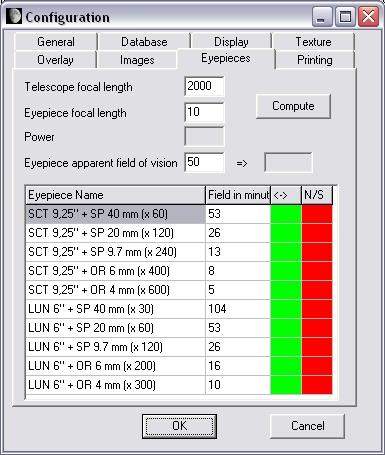 Configuration
General Database Display Texture
Overlay Images Eyepieces Printing
Telescope focal length 2000
Eyepiece focal length 10 Compute
Power
Eyepiece apparent field of vision 50 =>
Eyepiece Name Field in minut <-> N/S
SCT 9,25'' + SP 40 mm (x 60) 53
SCT 9,25'' + SP 20 mm (x 120) 26
SCT 9,25'' + SP 9.7 mm (x 240) 13
SCT 9,25'' + OR 6 mm (x 400) 8
SCT 9,25'' + OR 4 mm (x 600) 5
LUN 6'' + SP 40 mm (x 30) 104
LUN 6'' + SP 20 mm (x 60) 53
LUN 6'' + SP 9.7 mm (x 120) 26
LUN 6'' + OR 6 mm (x 200) 16
LUN 6'' + OR 4 mm (x 300) 10
OK Cancel